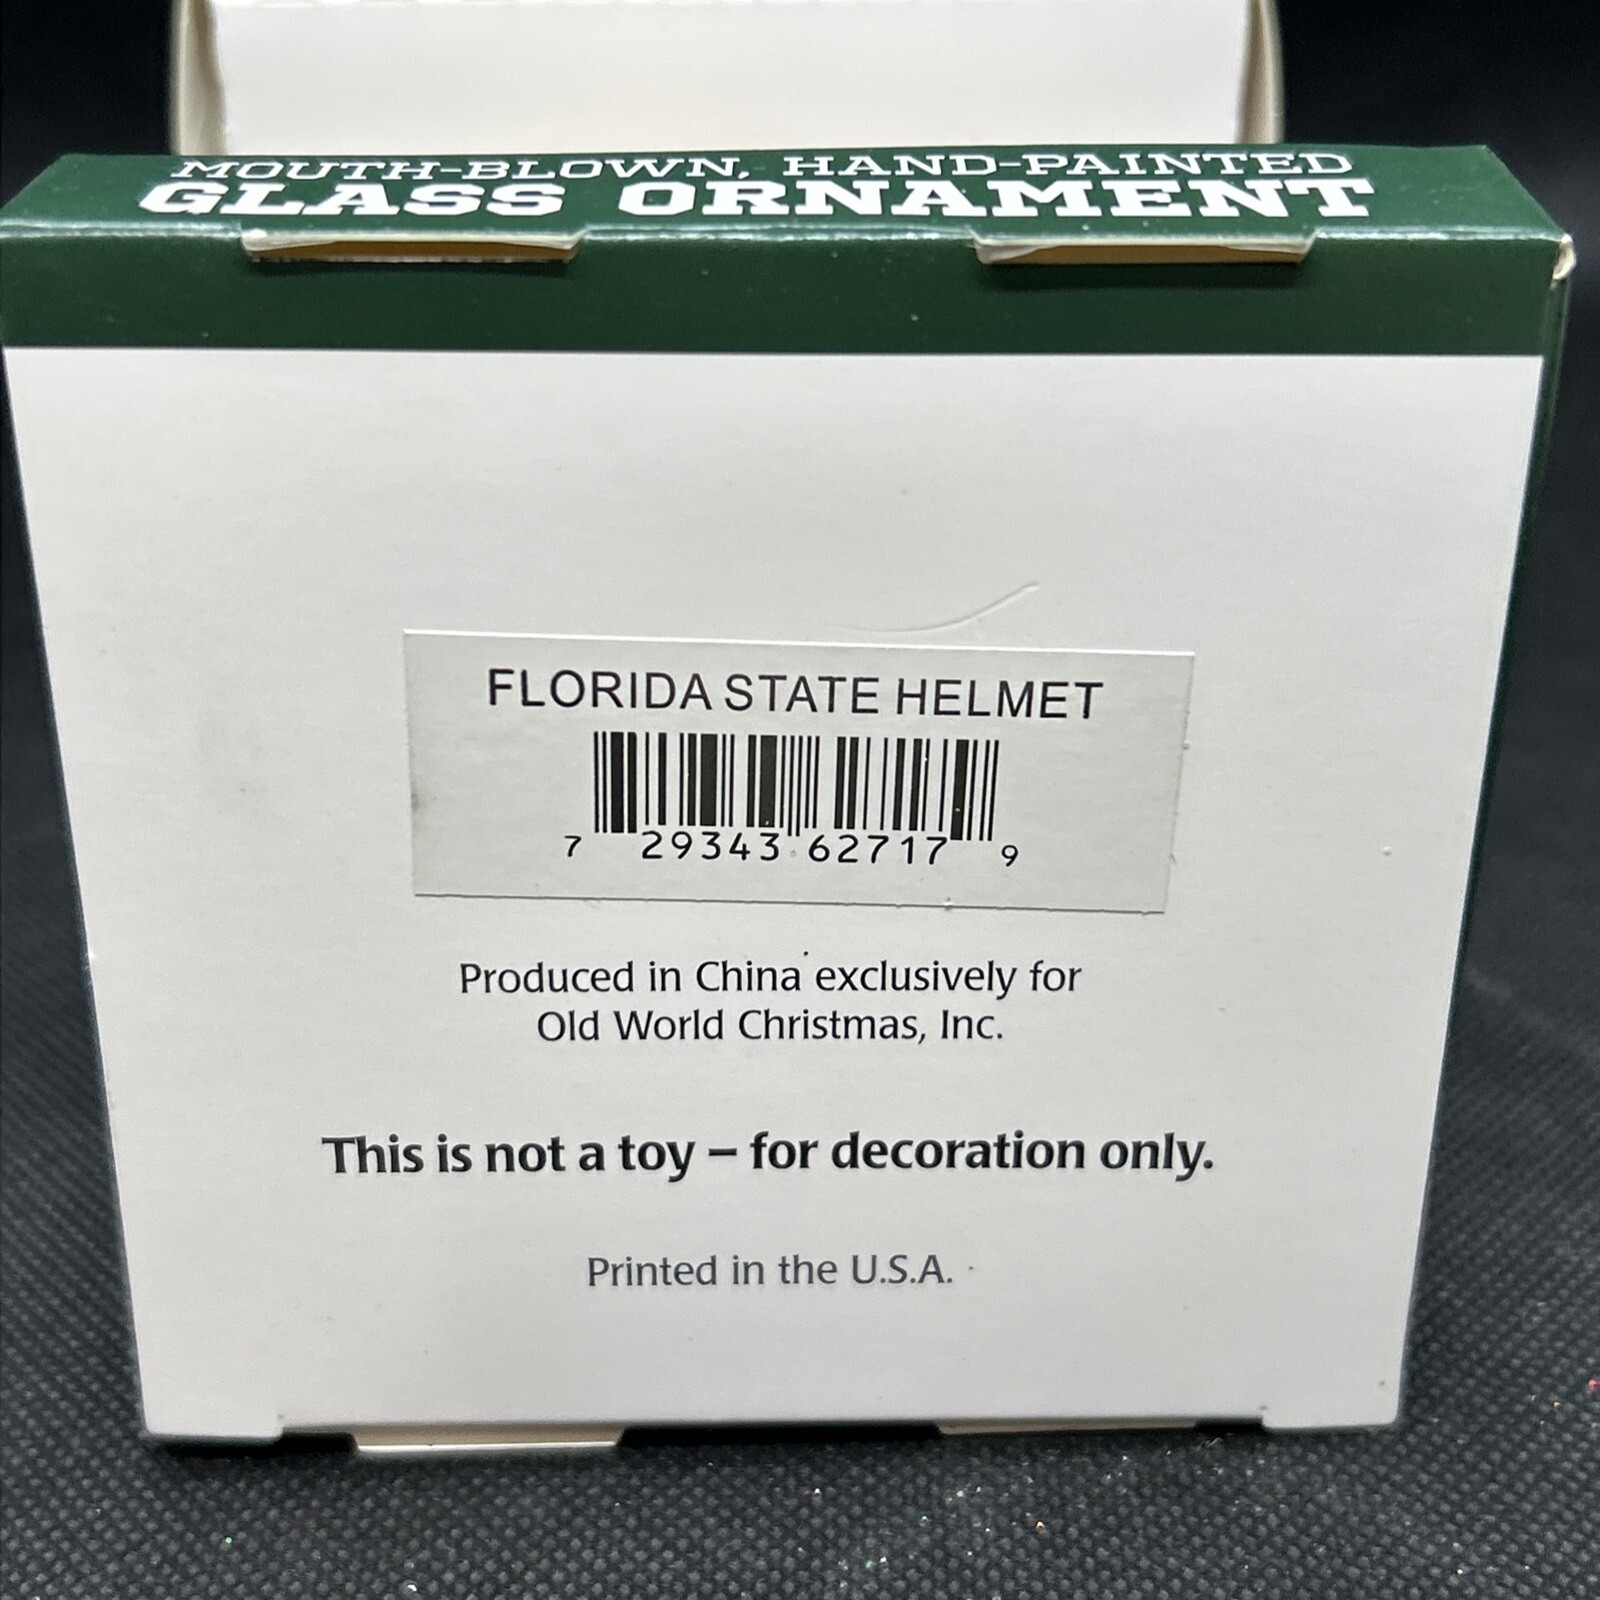 MOUTH-BLOWN, HAND-PAINTED
GLASS ORNAMENT
FLORIDA STATE HELMET
7 29343 62717 9
Produced in China exclusively for
Old World Christmas, Inc.
This is not a toy – for decoration only.
Printed in the U.S.A.